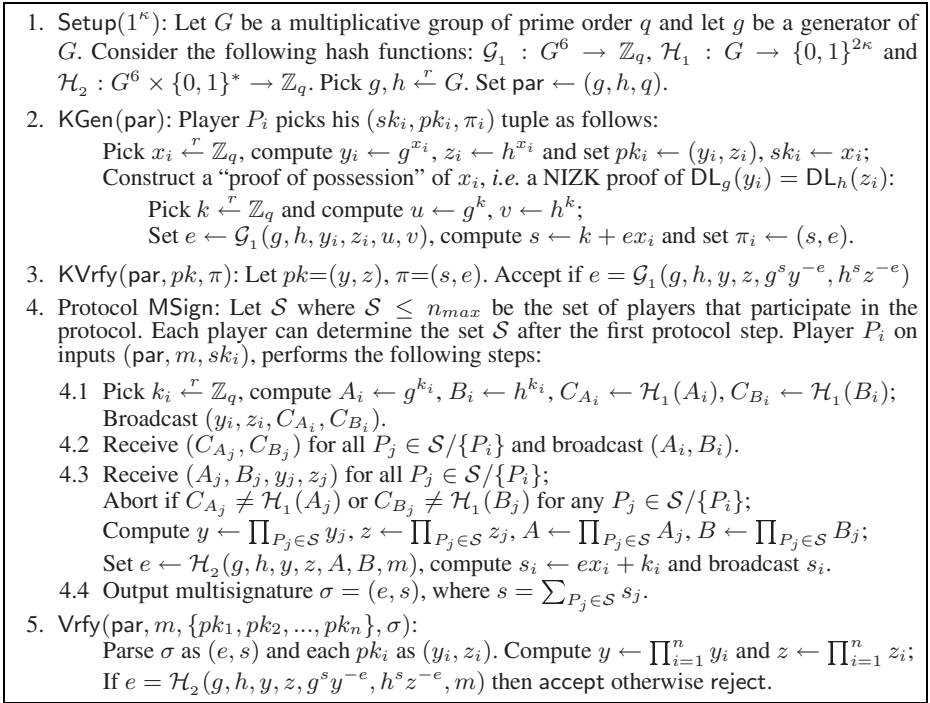 1. Setup(1^κ): Let G be a multiplicative group of prime order q and let g be a generator of
G. Consider the following hash functions: 𝒢₁ : G⁶ → ℤ_q, ℋ₁ : G → {0, 1}^{2κ} and
ℋ₂ : G⁶ × {0, 1}* → ℤ_q. Pick g, h ←^r G. Set par ← (g, h, q).
2. KGen(par): Player P_i picks his (sk_i, pk_i, π_i) tuple as follows:
Pick x_i ←^r ℤ_q, compute y_i ← g^{x_i}, z_i ← h^{x_i} and set pk_i ← (y_i, z_i), sk_i ← x_i;
Construct a “proof of possession” of x_i, i.e. a NIZK proof of DL_g(y_i) = DL_h(z_i):
Pick k ←^r ℤ_q and compute u ← g^k, v ← h^k;
Set e ← 𝒢₁(g, h, y_i, z_i, u, v), compute s ← k + ex_i and set π_i ← (s, e).
3. KVrfy(par, pk, π): Let pk=(y, z), π=(s, e). Accept if e = 𝒢₁(g, h, y, z, g^s y^{-e}, h^s z^{-e})
4. Protocol MSign: Let 𝒮 where 𝒮 ≤ n_{max} be the set of players that participate in the
protocol. Each player can determine the set 𝒮 after the first protocol step. Player P_i on
inputs (par, m, sk_i), performs the following steps:
4.1 Pick k_i ←^r ℤ_q, compute A_i ← g^{k_i}, B_i ← h^{k_i}, C_{A_i} ← ℋ₁(A_i), C_{B_i} ← ℋ₁(B_i);
Broadcast (y_i, z_i, C_{A_i}, C_{B_i}).
4.2 Receive (C_{A_j}, C_{B_j}) for all P_j ∈ 𝒮/{P_i} and broadcast (A_i, B_i).
4.3 Receive (A_j, B_j, y_j, z_j) for all P_j ∈ 𝒮/{P_i};
Abort if C_{A_j} ≠ ℋ₁(A_j) or C_{B_j} ≠ ℋ₁(B_j) for any P_j ∈ 𝒮/{P_i};
Compute y ← ∏_{P_j∈𝒮} y_j, z ← ∏_{P_j∈𝒮} z_j, A ← ∏_{P_j∈𝒮} A_j, B ← ∏_{P_j∈𝒮} B_j;
Set e ← ℋ₂(g, h, y, z, A, B, m), compute s_i ← ex_i + k_i and broadcast s_i.
4.4 Output multisignature σ = (e, s), where s = ∑_{P_j∈𝒮} s_j.
5. Vrfy(par, m, {pk₁, pk₂, ..., pk_n}, σ):
Parse σ as (e, s) and each pk_i as (y_i, z_i). Compute y ← ∏_{i=1}^n y_i and z ← ∏_{i=1}^n z_i;
If e = ℋ₂(g, h, y, z, g^s y^{-e}, h^s z^{-e}, m) then accept otherwise reject.